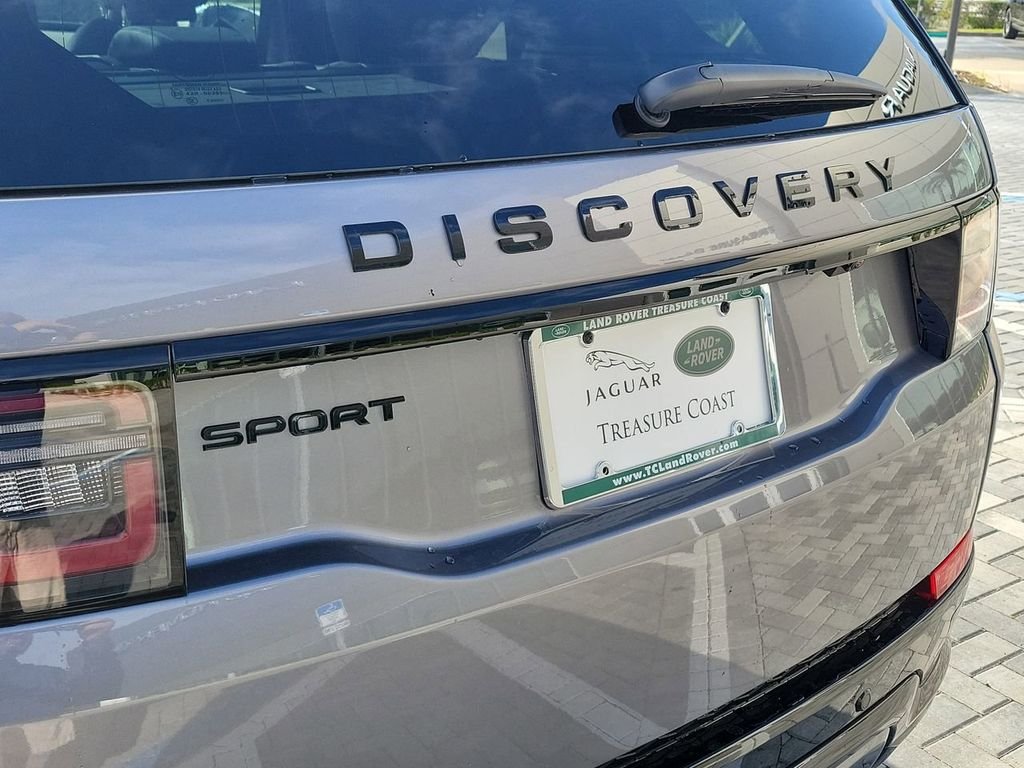 DISCOVERY
SPORT
LAND ROVER TREASURE COAST
JAGUAR
LAND ROVER
TREASURE COAST
www.TCLandRover.com